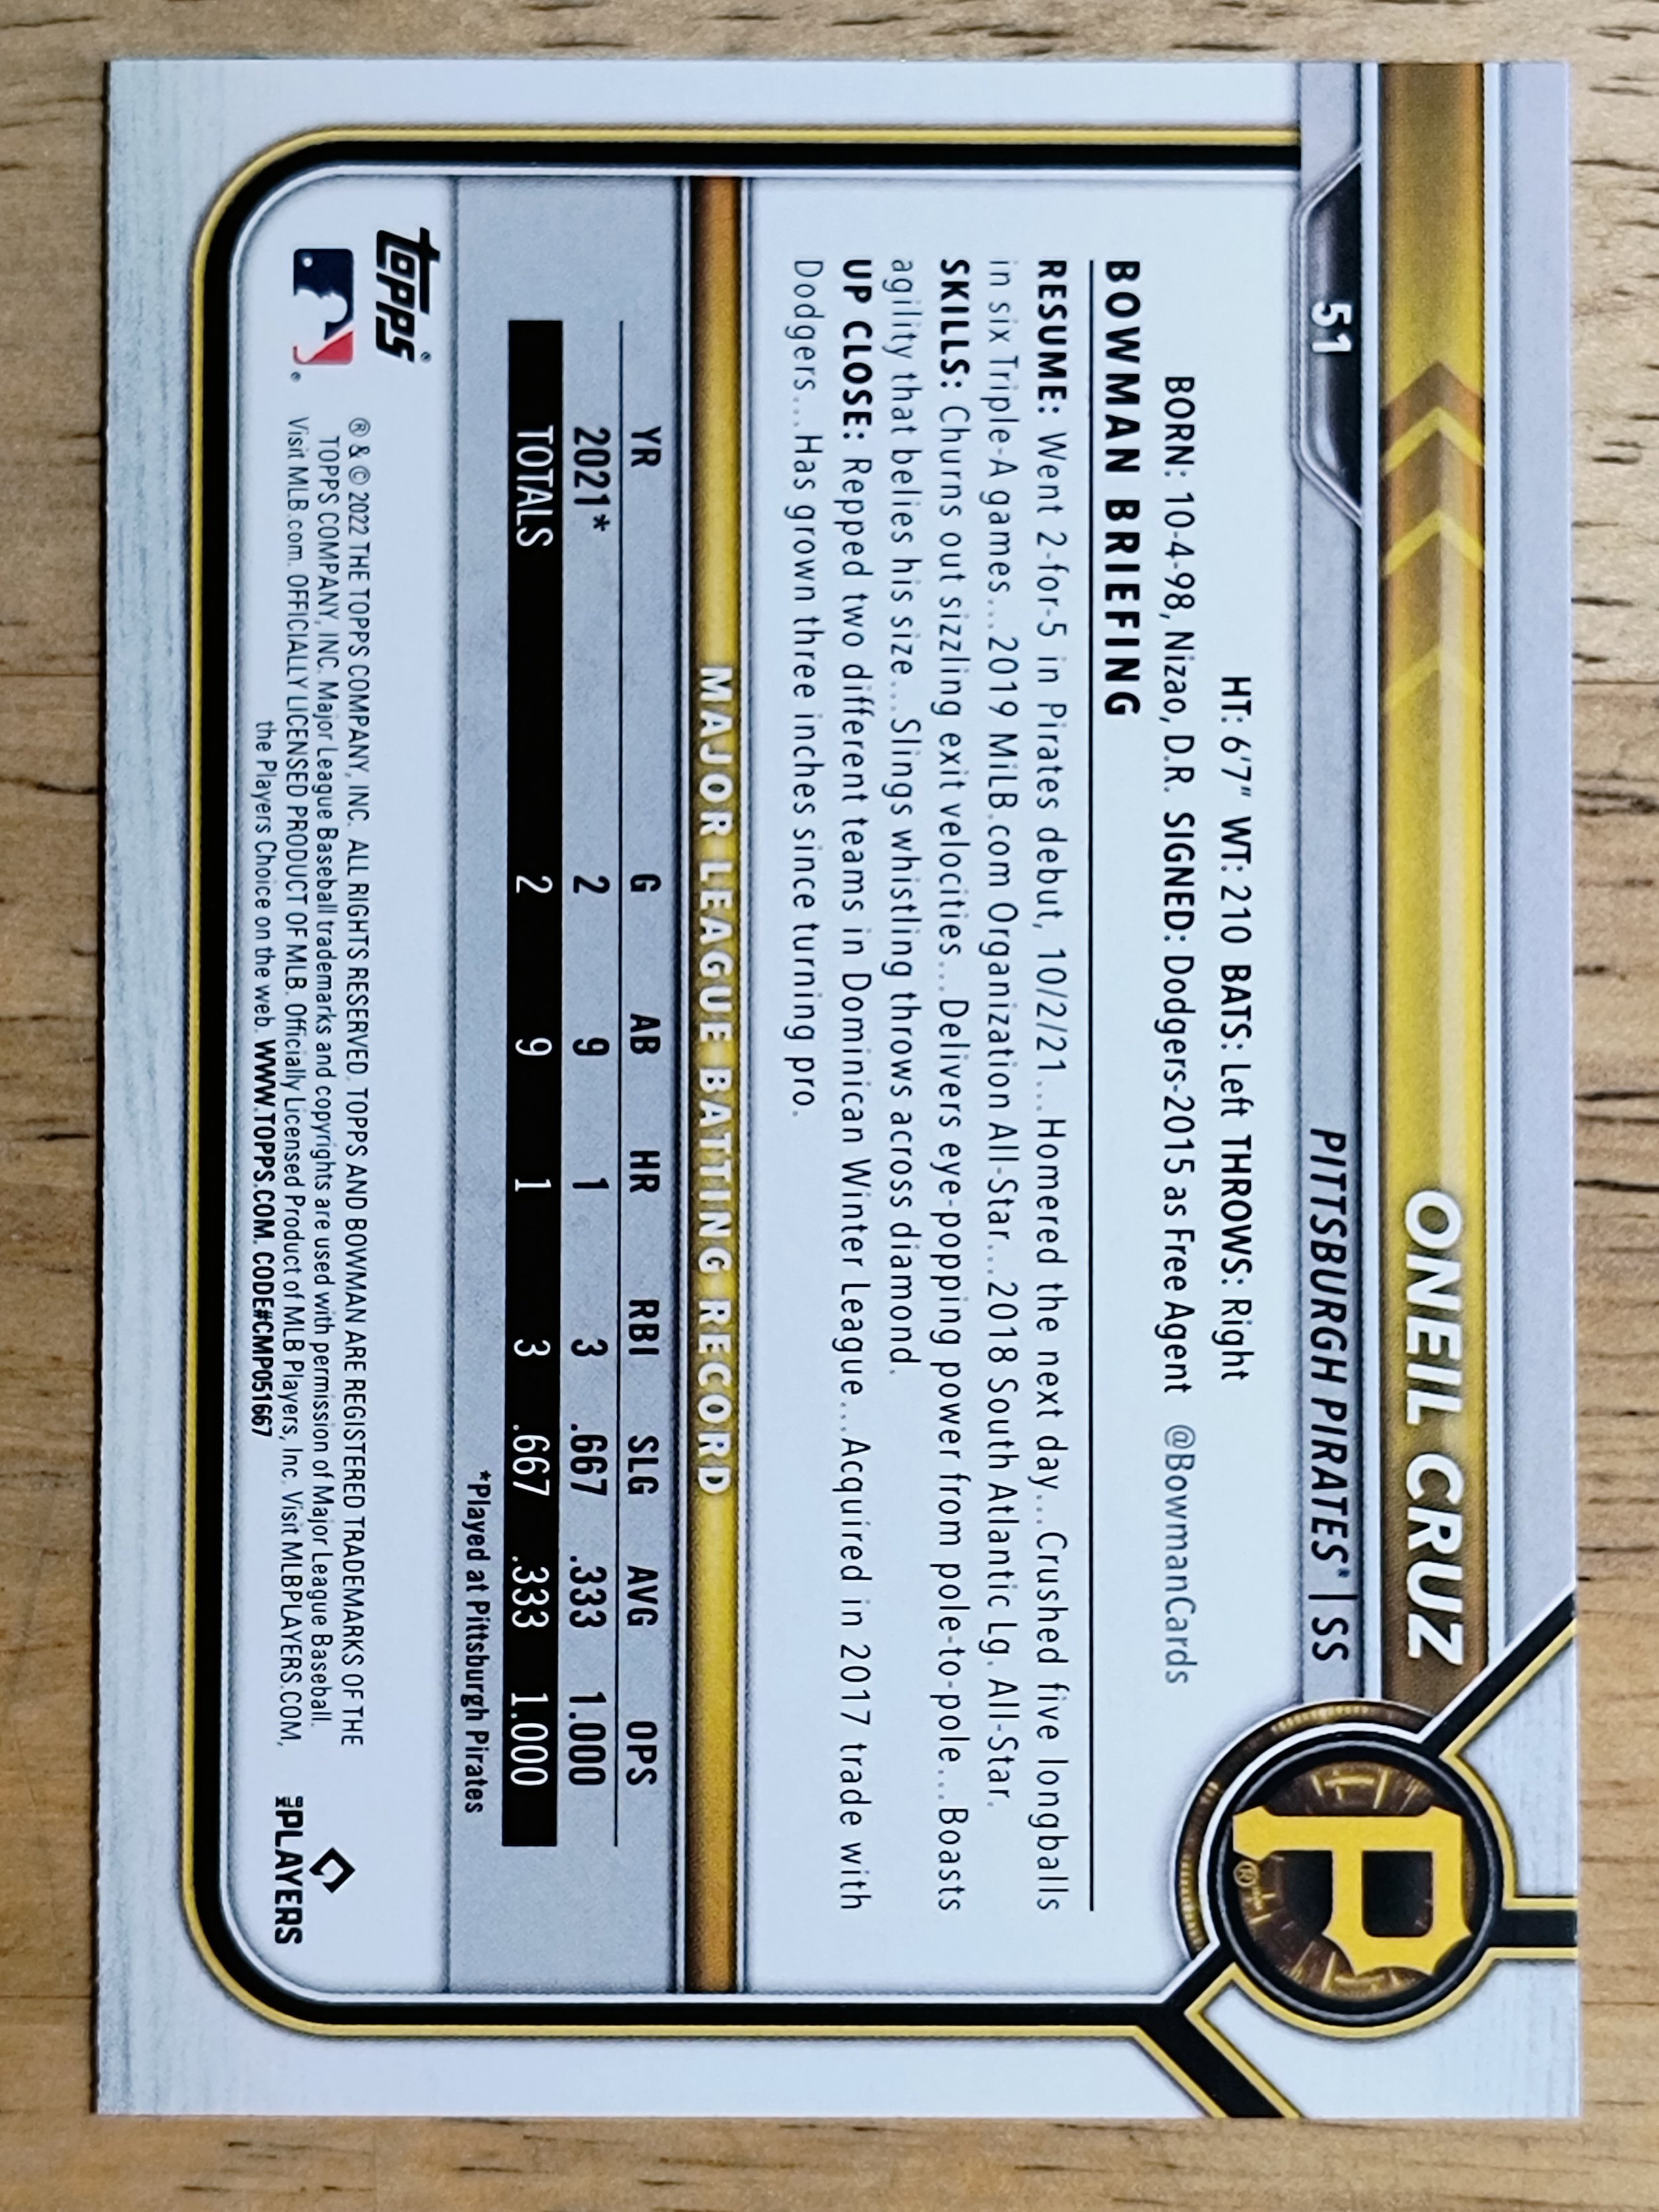 51
ONEIL CRUZ
PITTSBURGH PIRATES® | SS
P®
HT: 6'7" WT: 210 BATS: Left THROWS: Right
BORN: 10-4-98, Nizao, D.R. SIGNED: Dodgers-2015 as Free Agent @BowmanCards
BOWMAN BRIEFING
RESUME: Went 2-for-5 in Pirates debut, 10/2/21...Homered the next day...Crushed five longballs
in six Triple-A games...2019 MiLB.com Organization All-Star...2018 South Atlantic Lg. All-Star.
SKILLS: Churns out sizzling exit velocities...Delivers eye-popping power from pole-to-pole...Boasts
agility that belies his size...Slings whistling throws across diamond.
UP CLOSE: Repped two different teams in Dominican Winter League...Acquired in 2017 trade with
Dodgers...Has grown three inches since turning pro.
MAJOR LEAGUE BATTING RECORD
YR G AB HR RBI SLG AVG OPS
2021* 2 9 1 3 .667 .333 1.000
TOTALS 2 9 1 3 .667 .333 1.000
*Played at Pittsburgh Pirates
topps®
®
® & © 2022 THE TOPPS COMPANY, INC. ALL RIGHTS RESERVED. TOPPS AND BOWMAN ARE REGISTERED TRADEMARKS OF THE
TOPPS COMPANY, INC. Major League Baseball trademarks and copyrights are used with permission of Major League Baseball.
Visit MLB.com. OFFICIALLY LICENSED PRODUCT OF MLB. Officially Licensed Product of MLB Players, Inc. Visit MLBPLAYERS.COM,
the Players Choice on the web. WWW.TOPPS.COM. CODE#CMP051667
MLB PLAYERS